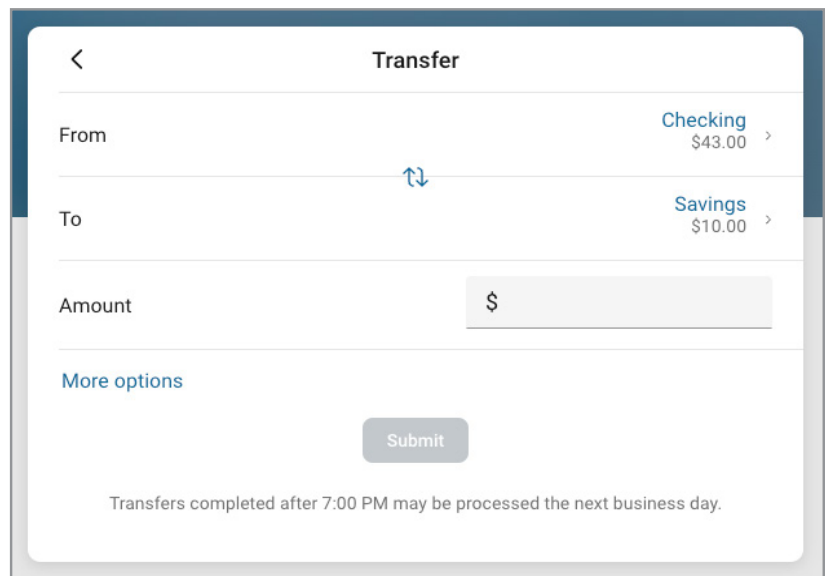 Transfer
From
Checking
$43.00
To
Savings
$10.00
Amount
$
More options
Submit
Transfers completed after 7:00 PM may be processed the next business day.